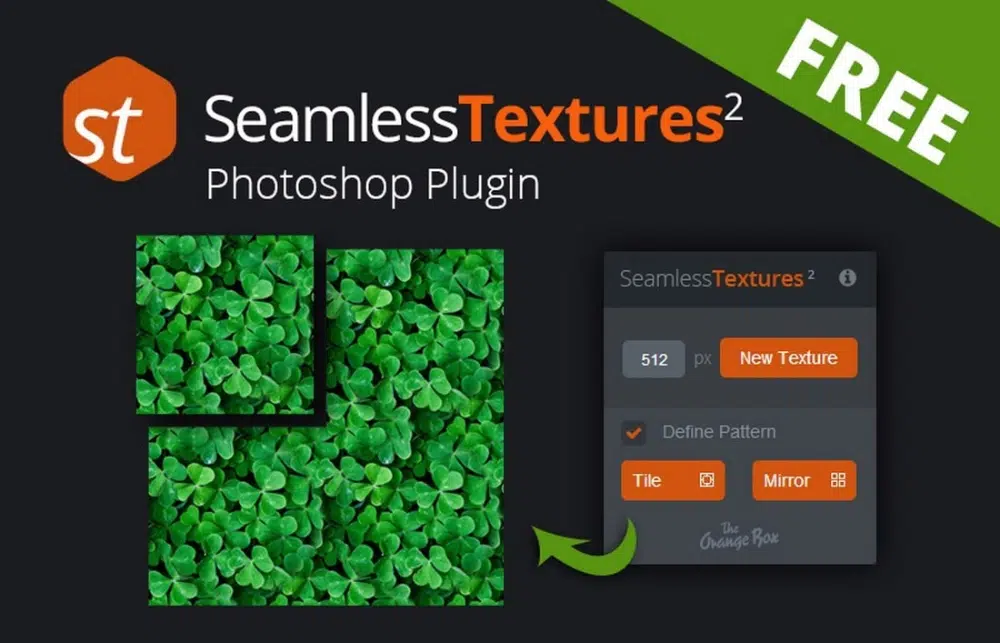 FREE
st
SeamlessTextures²
Photoshop Plugin
SeamlessTextures ²
512 px New Texture
Define Pattern
Tile Mirror
The
Orange Box